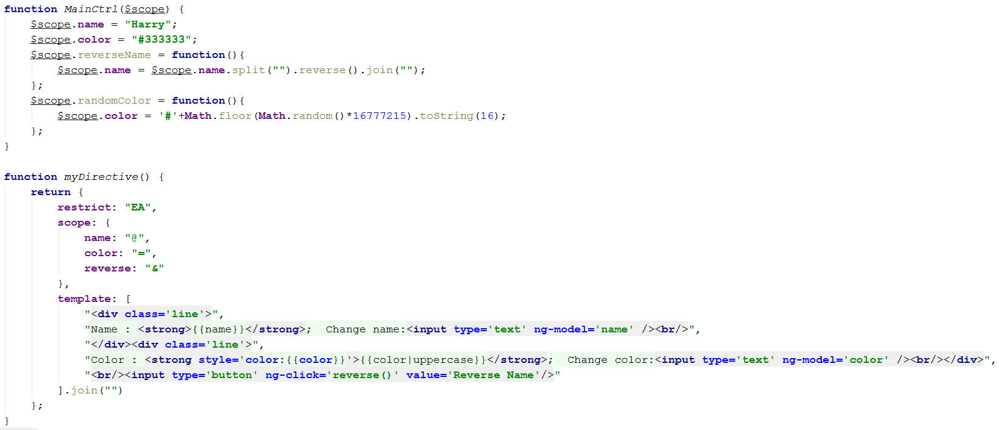 function MainCtrl($scope) {
    $scope.name = "Harry";
    $scope.color = "#333333";
    $scope.reverseName = function(){
        $scope.name = $scope.name.split("").reverse().join("");
    };
    $scope.randomColor = function(){
        $scope.color = '#'+Math.floor(Math.random()*16777215).toString(16);
    };
}

function myDirective() {
    return {
        restrict: "EA",
        scope: {
            name: "@",
            color: "=",
            reverse: "&"
        },
        template: [
            "<div class='line'>",
            "Name : <strong>{{name}}</strong>;  Change name:<input type='text' ng-model='name' /><br/>",
            "</div><div class='line'>",
            "Color : <strong style='color:{{color}}'>{{color|uppercase}}</strong>;  Change color:<input type='text' ng-model='color' /><br/></div>",
            "<br/><input type='button' ng-click='reverse()' value='Reverse Name'/>"
        ].join("")
    };
}